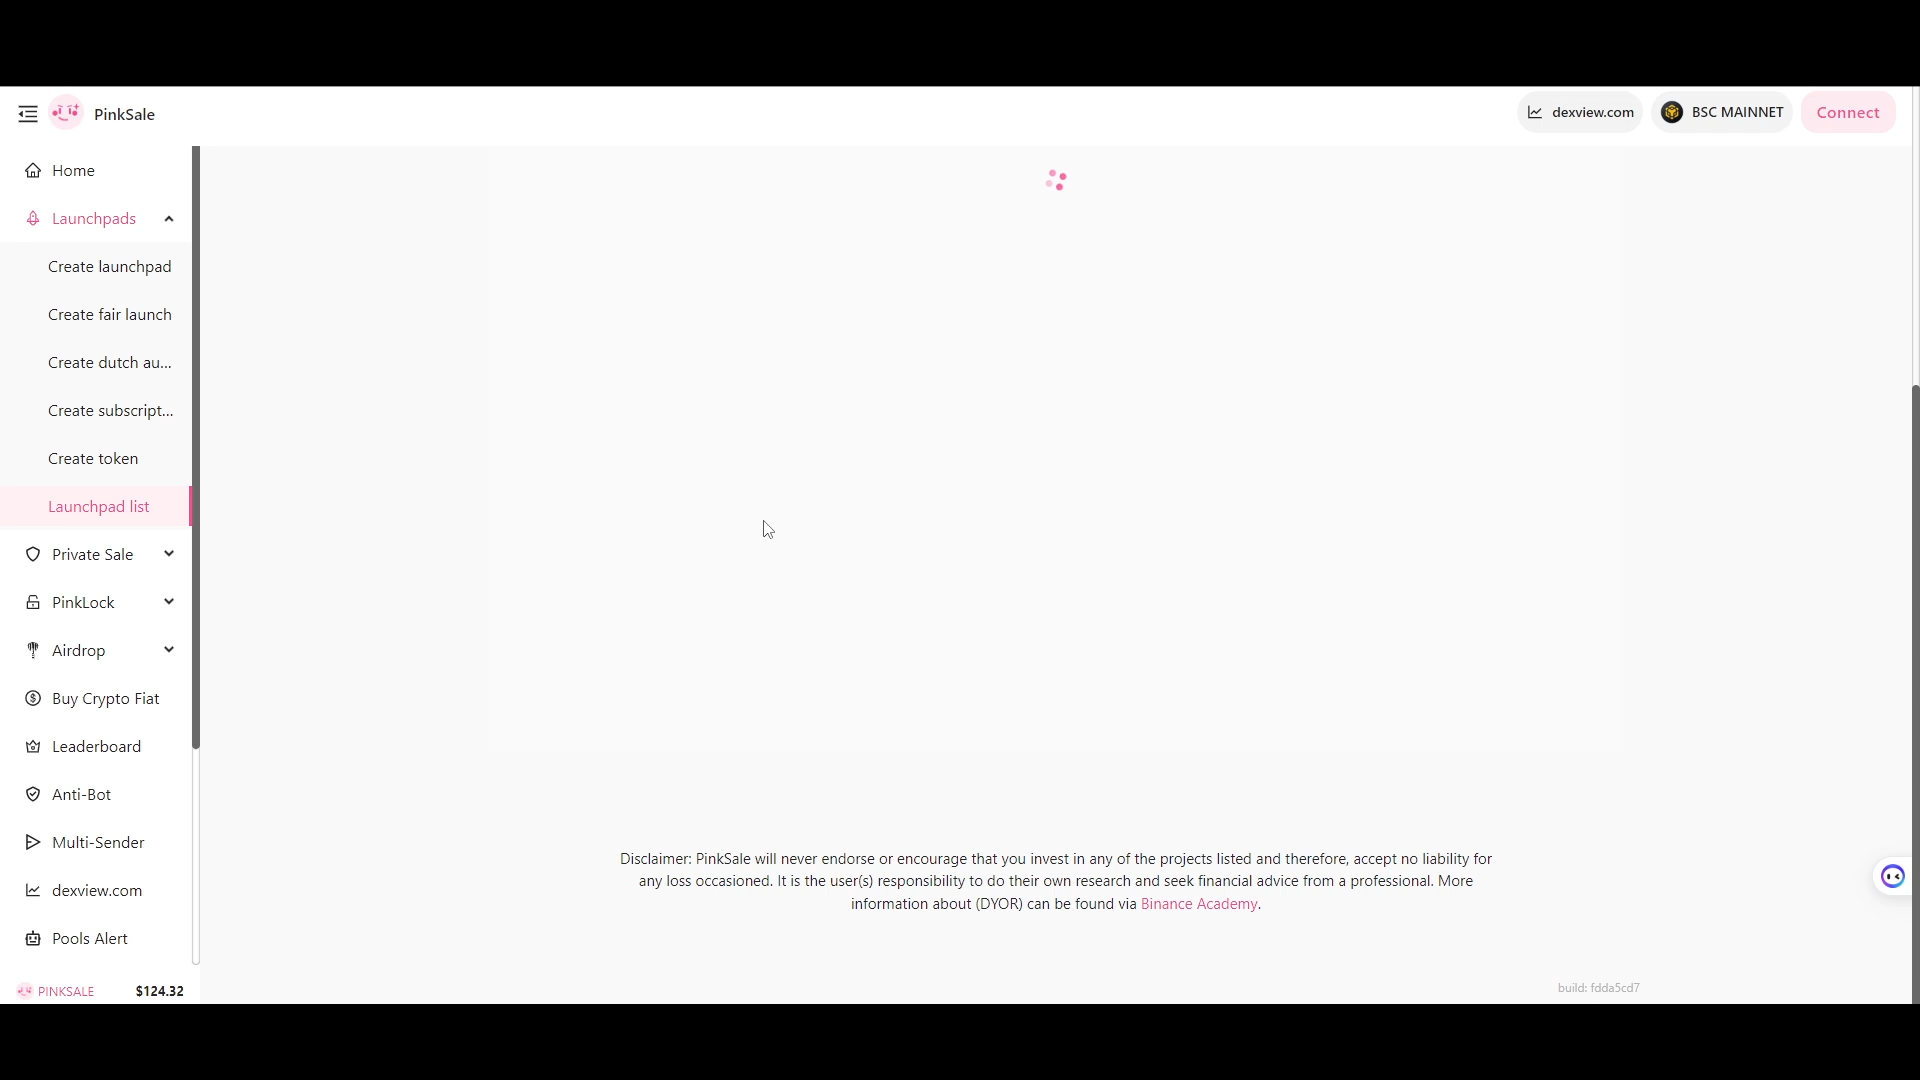 PinkSale
dexview.com
BSC MAINNET
Connect
Home
Launchpads
Create launchpad
Create fair launch
Create dutch au...
Create subscript...
Create token
Launchpad list
Private Sale
PinkLock
Airdrop
Buy Crypto Fiat
Leaderboard
Anti-Bot
Multi-Sender
dexview.com
Pools Alert
PINKSALE $124.32
Disclaimer: PinkSale will never endorse or encourage that you invest in any of the projects listed and therefore, accept no liability for
any loss occasioned. It is the user(s) responsibility to do their own research and seek financial advice from a professional. More
information about (DYOR) can be found via Binance Academy.
build: fdda5cd7